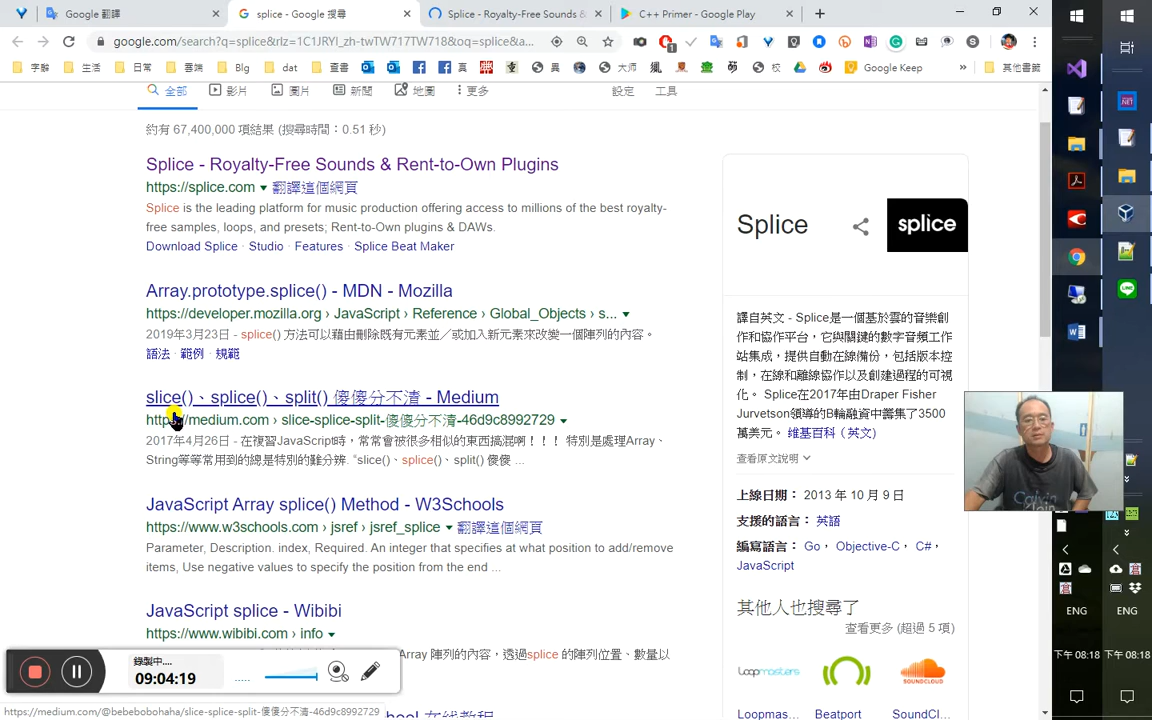 Google 翻譯
splice - Google 搜尋
Splice - Royalty-Free Sounds &
C++ Primer - Google Play
google.com/search?q=splice&rlz=1C1JRYI_zh-twTW717TW718&oq=splice&a...
字辭
生活
日常
雲端
Blg
dat
查書
真
異
大师
校
Google Keep
其他書籤
全部
影片
圖片
新聞
地圖
更多
設定
工具
約有 67,400,000 項結果 (搜尋時間：0.51 秒)
Splice - Royalty-Free Sounds & Rent-to-Own Plugins
https://splice.com 翻譯這個網頁
Splice is the leading platform for music production offering access to millions of the best royalty-
free samples, loops, and presets; Rent-to-Own plugins & DAWs.
Download Splice · Studio · Features · Splice Beat Maker
Array.prototype.splice() - MDN - Mozilla
https://developer.mozilla.org › JavaScript › Reference › Global_Objects › s...
2019年3月23日 - splice() 方法可以藉由刪除既有元素並／或加入新元素來改變一個陣列的內容。
語法 · 範例 · 規範
slice()、splice()、split() 傻傻分不清 - Medium
https://medium.com › slice-splice-split-傻傻分不清-46d9c8992729
2017年4月26日 - 在複習JavaScript時，常常會被很多相似的東西搞混啊！！！ 特別是處理Array、
String等等常用到的總是特別的難分辨. “slice()、splice()、split() 傻傻 ...
JavaScript Array splice() Method - W3Schools
https://www.w3schools.com › jsref › jsref_splice 翻譯這個網頁
Parameter, Description. index, Required. An integer that specifies at what position to add/remove
items, Use negative values to specify the position from the end ...
JavaScript splice - Wibibi
https://www.wibibi.com › info
Array 陣列的內容，透過splice 的陣列位置、數量以
Splice
splice
譯自英文 - Splice是一個基於雲的音樂創
作和協作平台，它與關鍵的數字音頻工作
站集成，提供自動在線備份，包括版本控
制，在線和離線協作以及創建過程的可視
化。 Splice在2017年由Draper Fisher
Jurvetson領導的B輪融資中籌集了3500
萬美元。 維基百科（英文）
查看原文說明
上線日期： 2013 年 10 月 9 日
支援的語言： 英語
編寫語言： Go， Objective-C， C#，
JavaScript
其他人也搜尋了
查看更多 (超過 5 項)
Loopmasters
SOUNDCLOUD
Loopmas...
Beatport
SoundCl...
錄製中....
09:04:19
https://medium.com/@bebebobohaha/slice-splice-split-傻傻分不清-46d9c8992729
Calvin
Klein
ENG
ENG
下午 08:18
下午 08:18